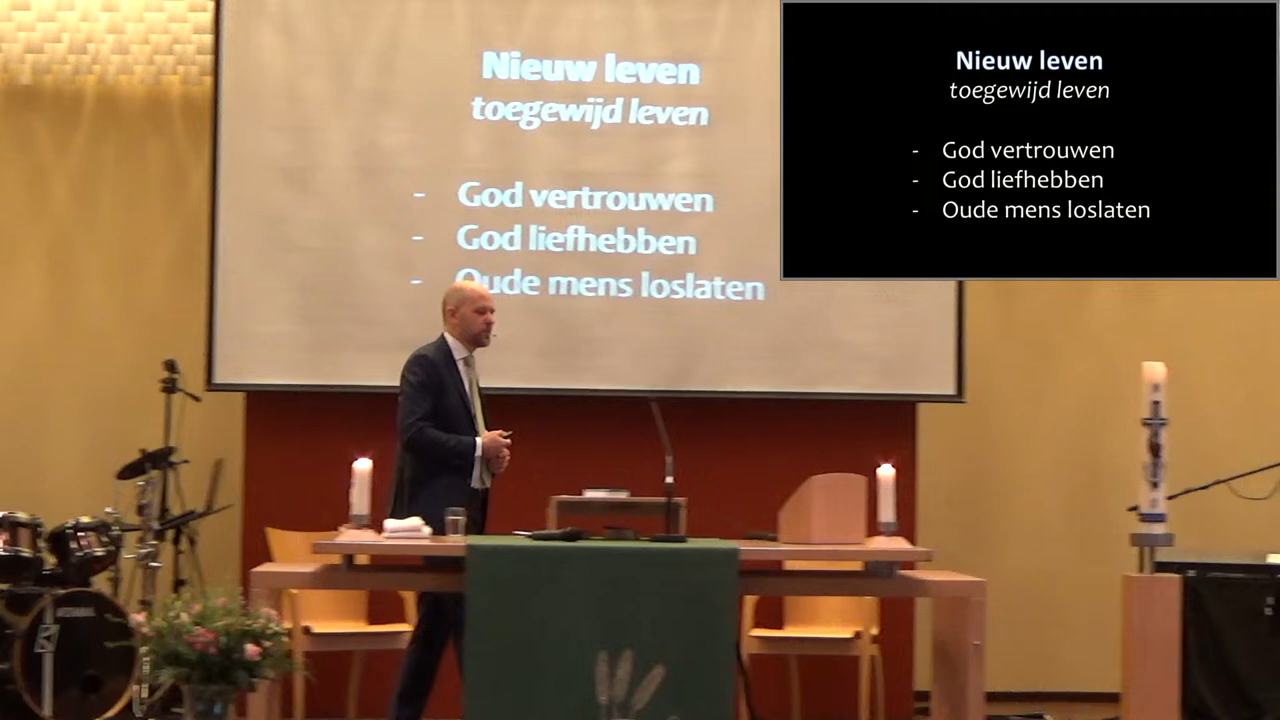 Nieuw leven
toegewijd leven
- God vertrouwen
- God liefhebben
- Oude mens loslaten
Nieuw leven
toegewijd leven
- God vertrouwen
- God liefhebben
- Oude mens loslaten